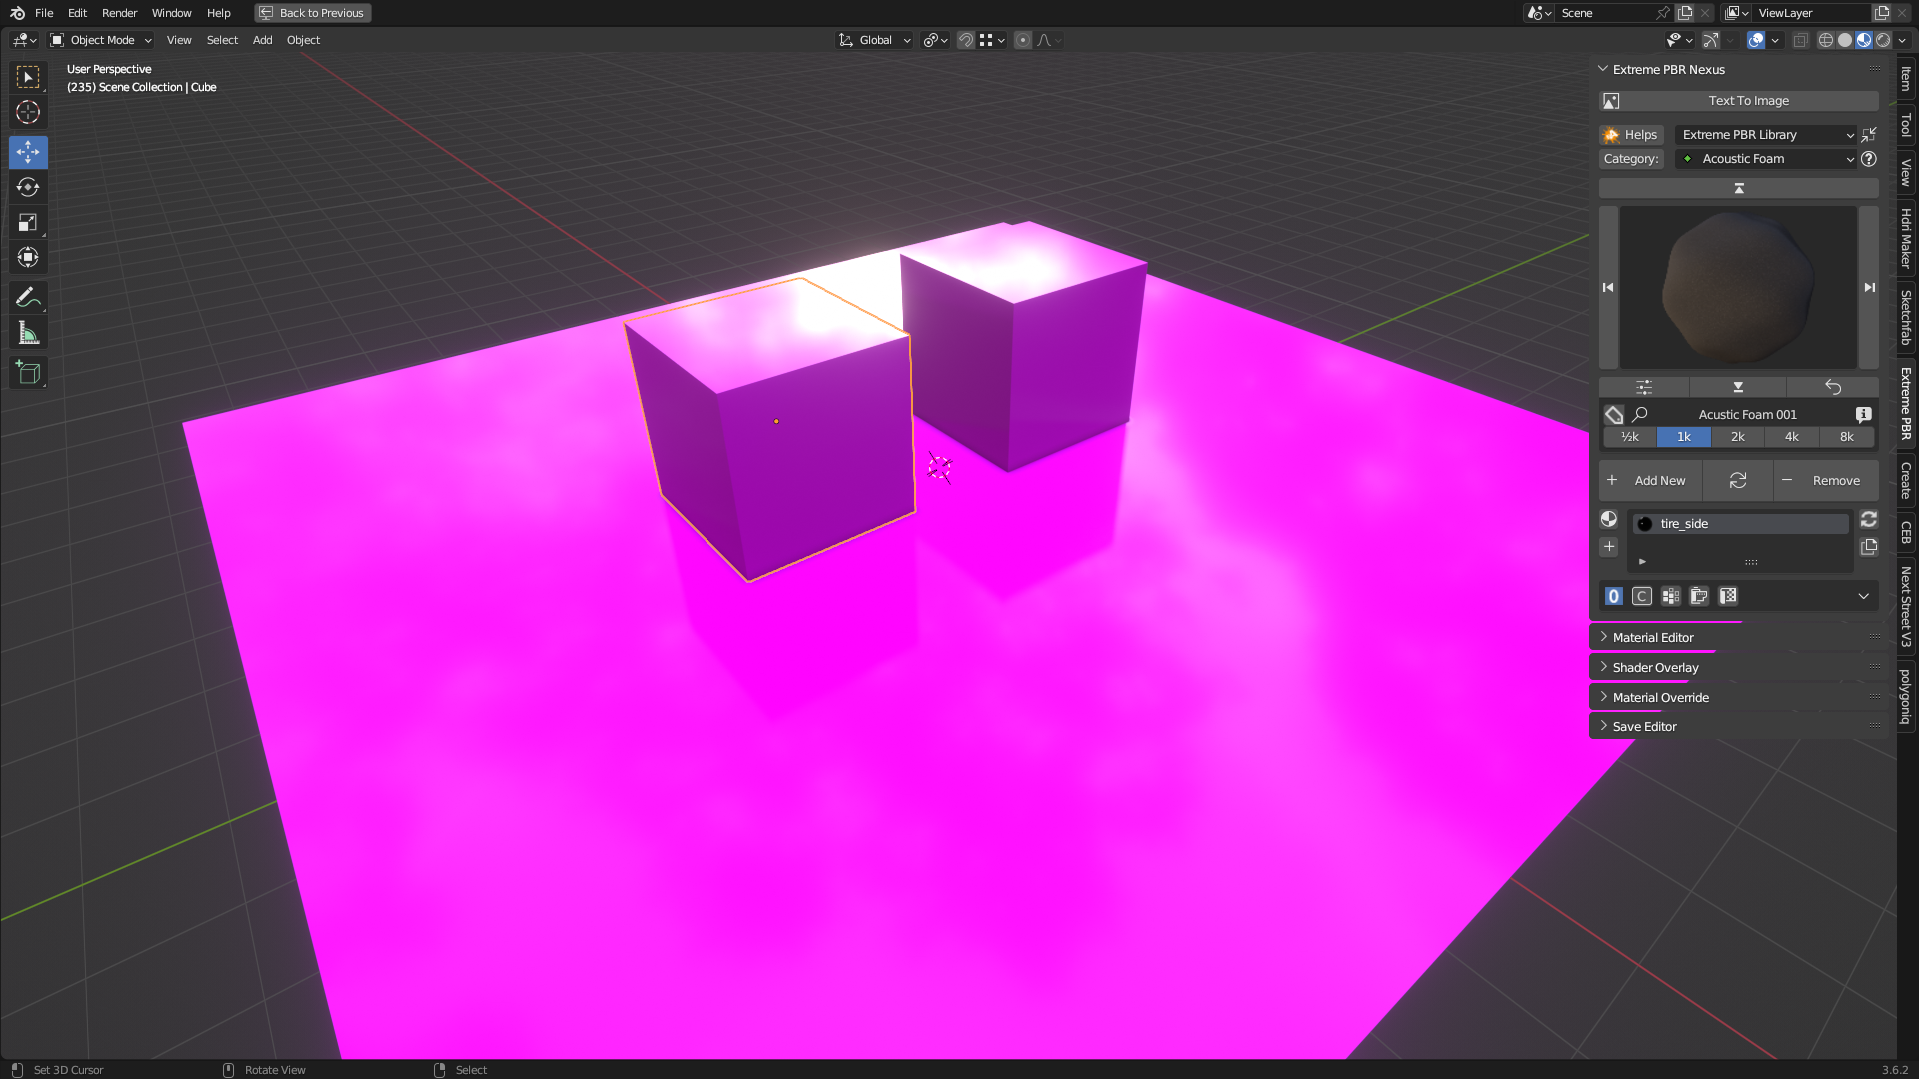 File Edit Render Window Help Back to Previous Scene ViewLayer
Object Mode View Select Add Object Global
User Perspective
(235) Scene Collection | Cube
Extreme PBR Nexus
Text To Image
Helps Extreme PBR Library
Category: Acoustic Foam
Acustic Foam 001
½k 1k 2k 4k 8k
Add New Remove
tire_side
0 C
Material Editor
Shader Overlay
Material Override
Save Editor
Item
Tool
View
Hdri Maker
Sketchfab
Extreme PBR
Create
CEB
Next Street V3
polygoniq
Set 3D Cursor Rotate View Select 3.6.2